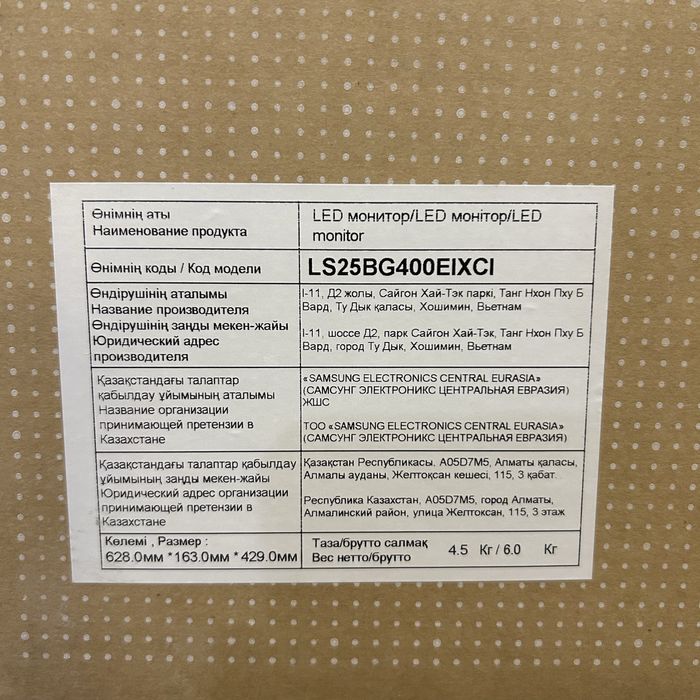 Өнімнің аты
Наименование продукта
LED монитор/LED монітор/LED
monitor
Өнімнің коды / Код модели
LS25BG400EIXCI
Өндірушінің аталымы
Название производителя
Өндірушінің заңды мекен-жайы
Юридический адрес
производителя
I-11, Д2 жолы, Сайгон Хай-Тэк паркі, Танг Нхон Пху Б
Вард, Ту Дык қаласы, Хошимин, Вьетнам
I-11, шоссе Д2, парк Сайгон Хай-Тэк, Танг Нхон Пху Б
Вард, город Ту Дык, Хошимин, Вьетнам
Қазақстандағы талаптар
қабылдау ұйымының аталымы
Название организации
принимающей претензии в
Казахстане
«SAMSUNG ELECTRONICS CENTRAL EURASIA»
(САМСУНГ ЭЛЕКТРОНИКС ЦЕНТРАЛЬНАЯ ЕВРАЗИЯ)
ЖШС
ТОО «SAMSUNG ELECTRONICS CENTRAL EURASIA»
(САМСУНГ ЭЛЕКТРОНИКС ЦЕНТРАЛЬНАЯ ЕВРАЗИЯ)
Қазақстандағы талаптар қабылдау
ұйымының заңды мекен-жайы
Юридический адрес организации
принимающей претензии в
Казахстане
Қазақстан Республикасы, A05D7M5, Алматы қаласы,
Алмалы ауданы, Желтоқсан көшесі, 115, 3 қабат.
Республика Казахстан, A05D7M5, город Алматы,
Алмалинский район, улица Желтоксан, 115, 3 этаж
Көлемі , Размер :
628.0мм *163.0мм * 429.0мм
Таза/брутто салмақ
Вес нетто/брутто
4.5 Кг / 6.0 Кг